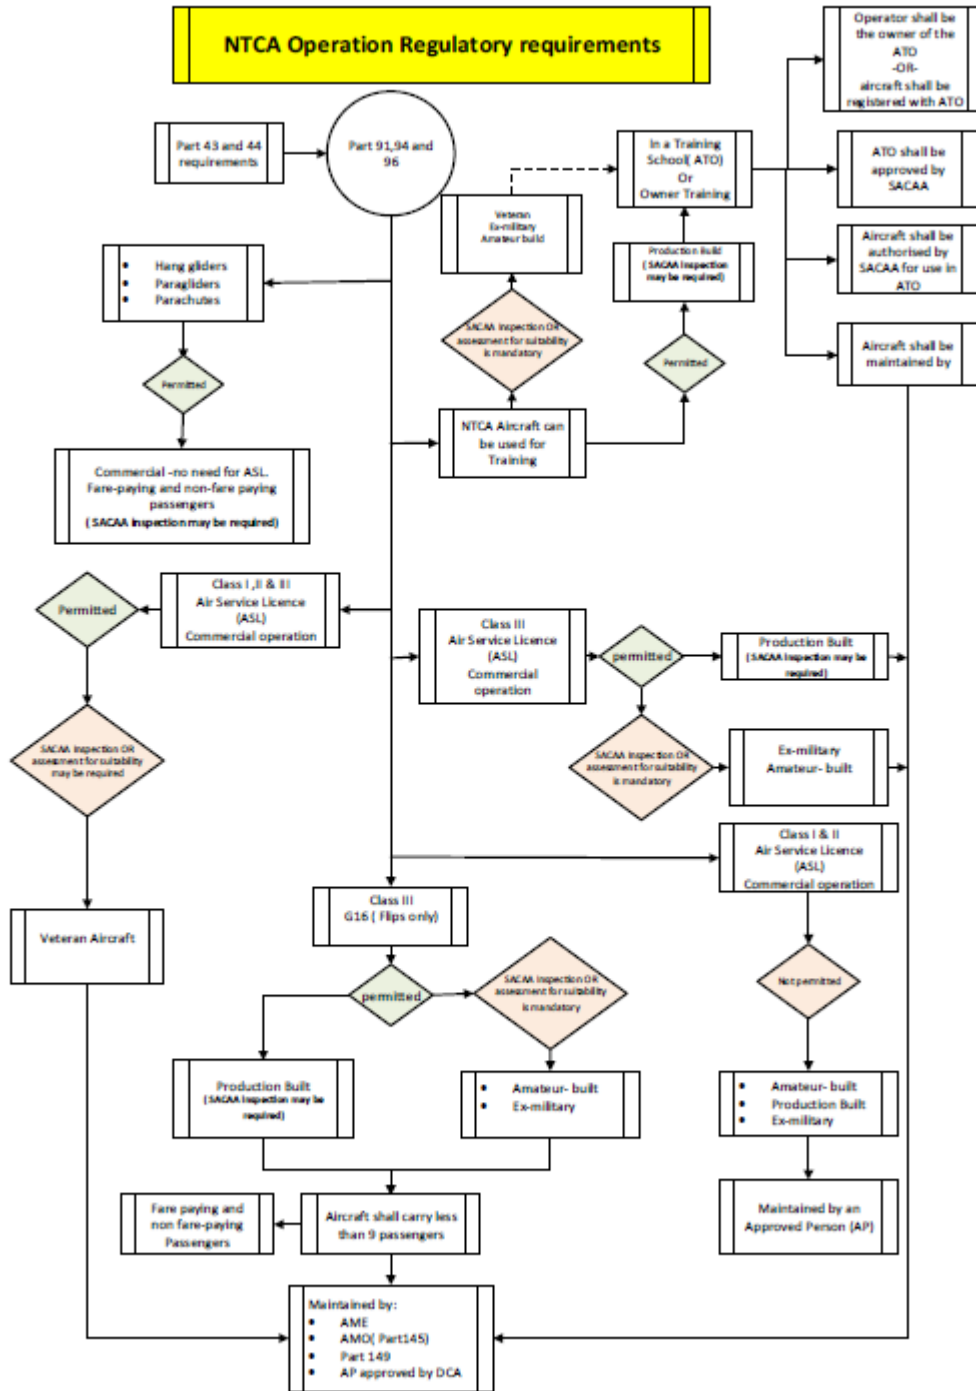 NTCA Operation Regulatory requirements
Operator shall be
the owner of the
ATO
-OR-
aircraft shall be
registered with ATO
Part 43 and 44
requirements
Part 91,94 and
96
In a Training
School( ATO)
Or
Owner Training
ATO shall be
approved by
SACAA
Veteran
Ex-military
Amateur build
Production Build
( SACAA Inspection
may be required)
Aircraft shall be
authorised by
SACAA for use in
ATO
• Hang gliders
• Paragliders
• Parachutes
SACAA Inspection OR
assessment for suitability
is mandatory
Permitted
Aircraft shall be
maintained by
Permitted
NTCA Aircraft can
be used for
Training
Commercial -no need for ASL.
Fare-paying and non-fare paying
passengers
( SACAA inspection may be required)
Permitted
Class I ,II & III
Air Service Licence
(ASL)
Commercial operation
Class III
Air Service Licence
(ASL)
Commercial
operation
permitted
Production Built
( SACAA Inspection may be
required)
SACAA Inspection OR
assessment for suitability
may be required
SACAA Inspection OR
assessment for suitability
is mandatory
Ex-military
Amateur- built
Class I & II
Air Service Licence
(ASL)
Commercial operation
Class III
G16 ( Flips only)
Veteran Aircraft
permitted
SACAA Inspection OR
assessment for suitability
is mandatory
Not permitted
Production Built
( SACAA Inspection may be
required)
• Amateur- built
• Ex-military
• Amateur- built
• Production Built
• Ex-military
Fare paying and
non fare-paying
Passengers
Aircraft shall carry less
than 9 passengers
Maintained by an
Approved Person (AP)
Maintained by:
• AME
• AMO( Part145)
• Part 149
• AP approved by DCA